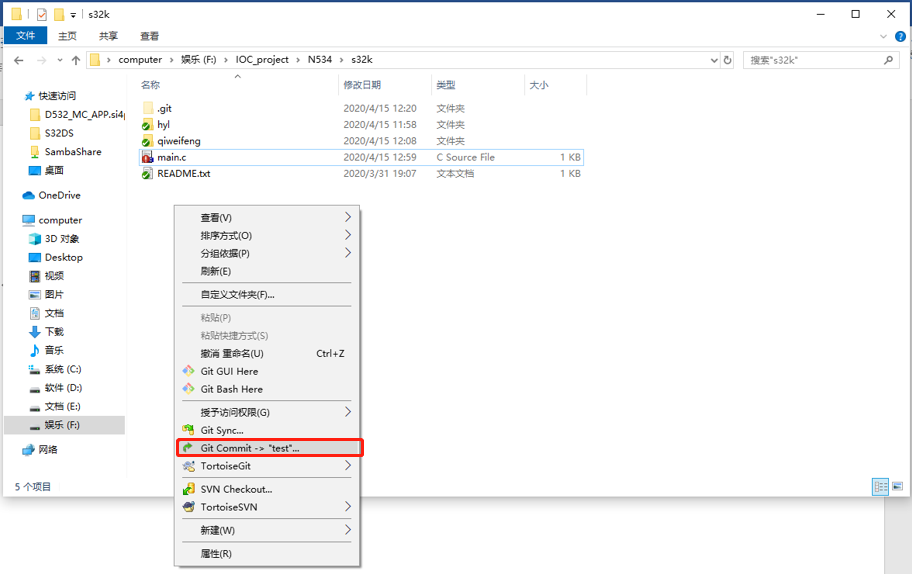 s32k
文件 主页 共享 查看
computer 娱乐 (F:) IOC_project N534 s32k
搜索"s32k"
名称 修改日期 类型 大小
快速访问
D532_MC_APP.si4
S32DS
SambaShare
桌面
OneDrive
computer
3D 对象
Desktop
视频
图片
文档
下载
音乐
系统 (C:)
软件 (D:)
文档 (E:)
娱乐 (F:)
网络
.git 2020/4/15 12:20 文件夹
hyl 2020/4/15 11:58 文件夹
qiweifeng 2020/4/15 12:08 文件夹
main.c 2020/4/15 12:59 C Source File 1 KB
README.txt 2020/3/31 19:07 文本文档 1 KB
查看(V)
排序方式(O)
分组依据(P)
刷新(E)
自定义文件夹(F)...
粘贴(P)
粘贴快捷方式(S)
撤消 重命名(U) Ctrl+Z
Git GUI Here
Git Bash Here
授予访问权限(G)
Git Sync...
Git Commit -> "test"...
TortoiseGit
SVN Checkout...
TortoiseSVN
新建(W)
属性(R)
5 个项目